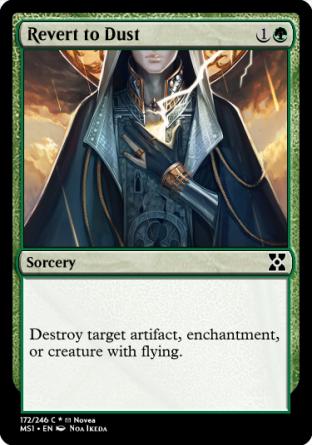 Revert to Dust 1
Sorcery
Destroy target artifact, enchantment,
or creature with flying.
172/246 C * Novea
MS1 • EN Noa Ikeda